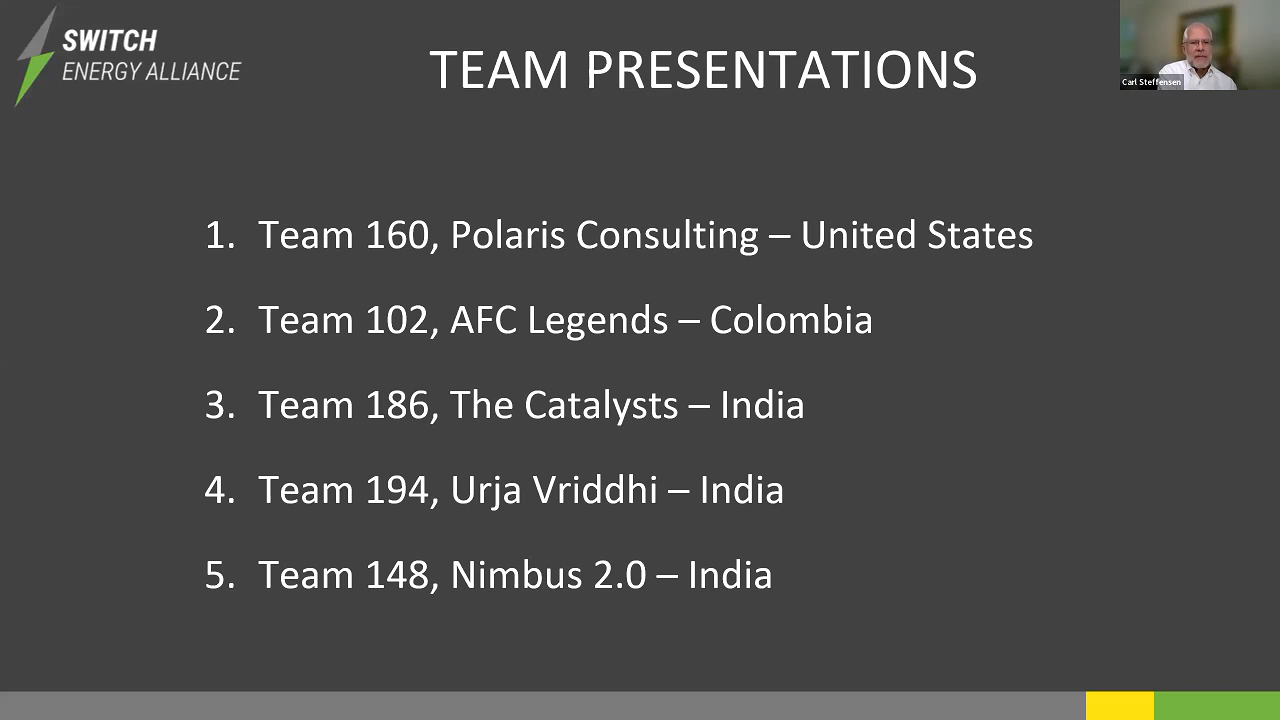 SWITCH
ENERGY ALLIANCE
TEAM PRESENTATIONS
Carl Steffensen
1. Team 160, Polaris Consulting – United States
2. Team 102, AFC Legends – Colombia
3. Team 186, The Catalysts – India
4. Team 194, Urja Vriddhi – India
5. Team 148, Nimbus 2.0 – India